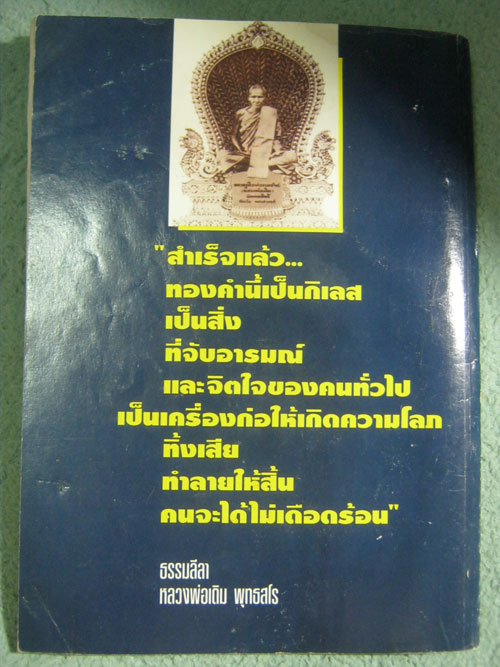 "สำเร็จแล้ว...
ทองคำนี้เป็นกิเลส
เป็นสิ่ง
ที่จับอารมณ์
และจิตใจของคนทั่วไป
เป็นเครื่องก่อให้เกิดความโลภ
ทิ้งเสีย
ทำลายให้สิ้น
คนจะได้ไม่เดือดร้อน"
ธรรมลีลา
หลวงพ่อเดิม พุทธสโร